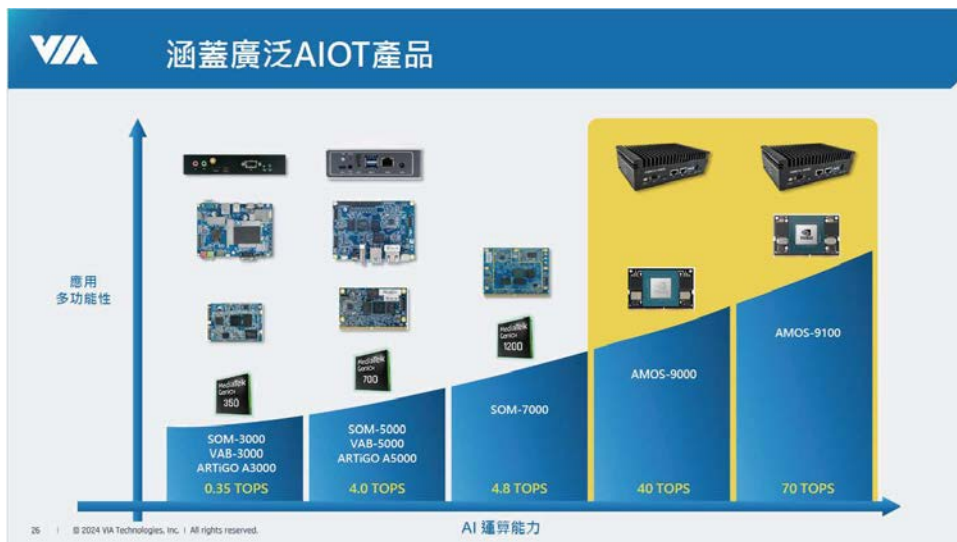 VIA
涵蓋廣泛AIOT產品
應用
多功能性
MediaTek
Genio
350
SOM-3000
VAB-3000
ARTiGO A3000
0.35 TOPS
MediaTek
Genio
700
SOM-5000
VAB-5000
ARTiGO A5000
4.0 TOPS
MediaTek
Genio
1200
SOM-7000
4.8 TOPS
AMOS-9000
40 TOPS
AMOS-9100
70 TOPS
AI 運算能力
26 | © 2024 VIA Technologies, Inc. | All rights reserved.